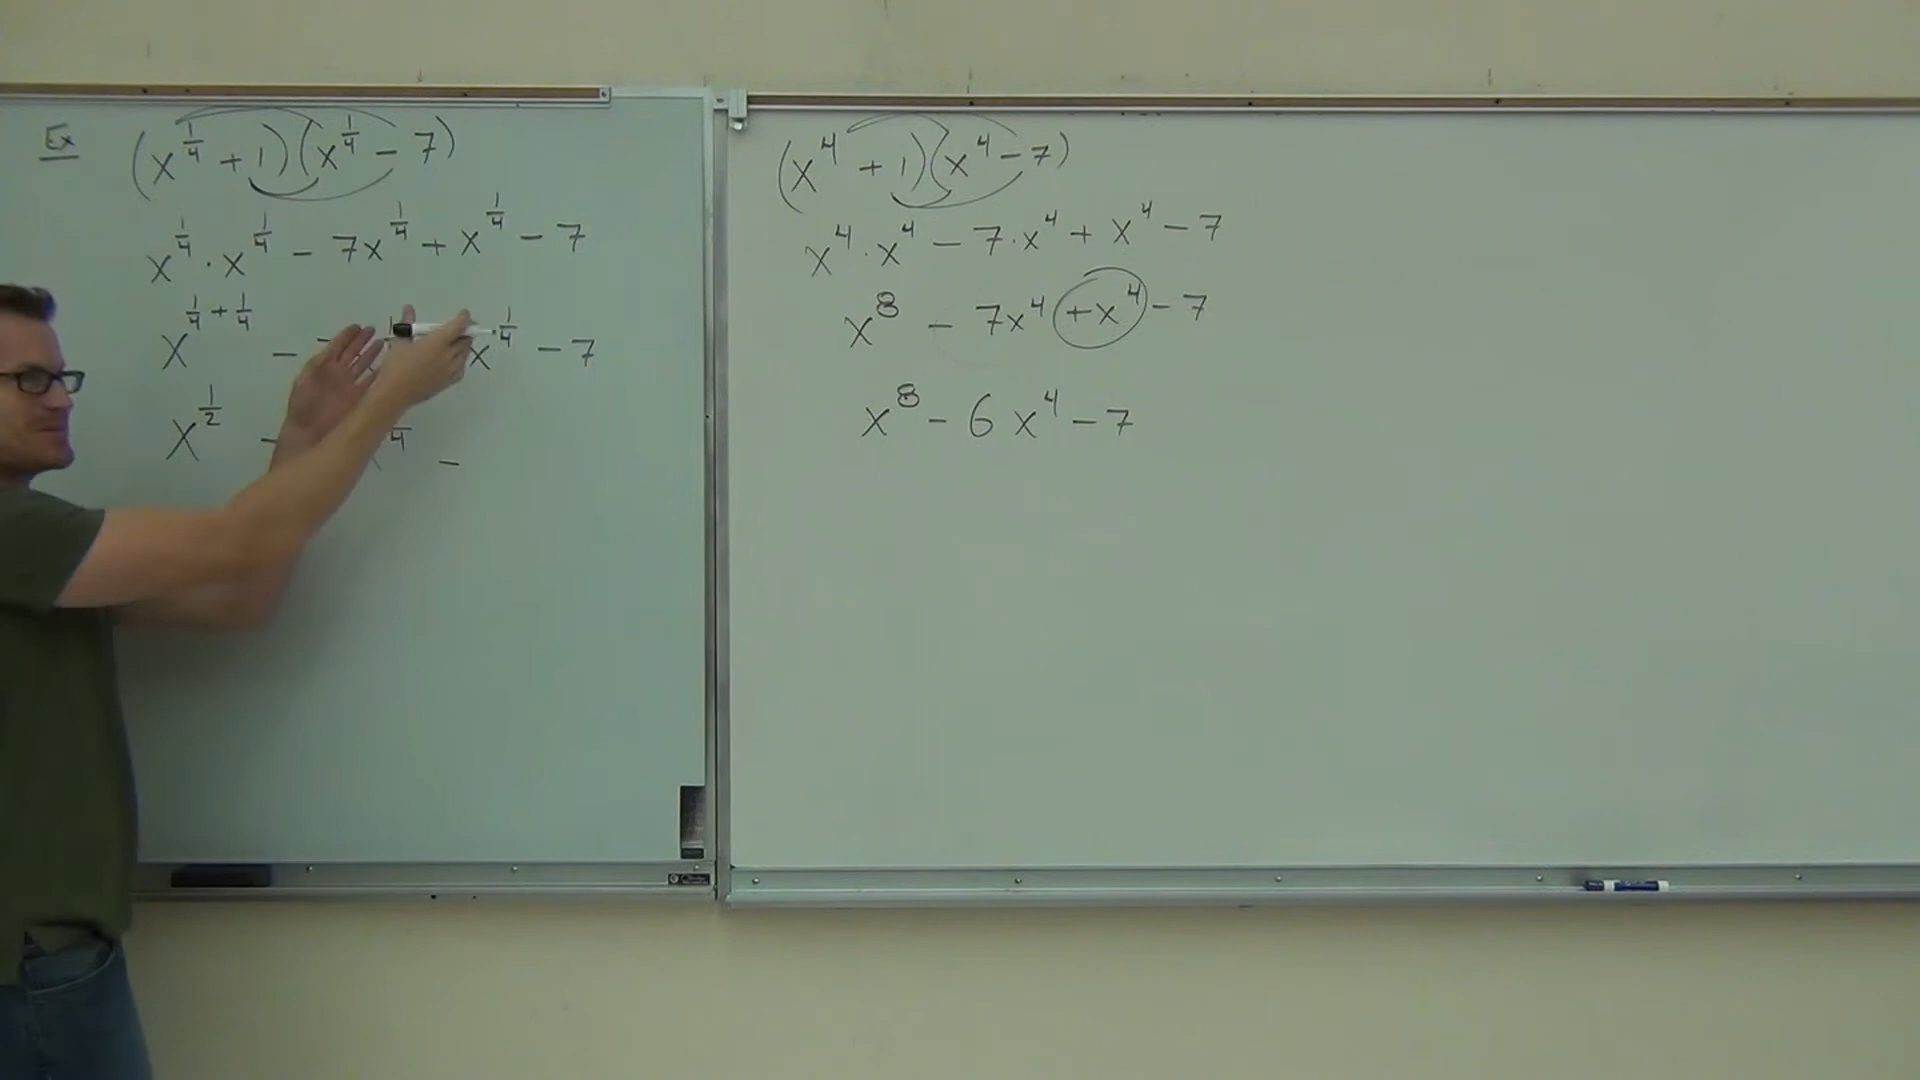 Ex (x^{1/4} + 1)(x^{1/4} - 7)
x^{1/4} · x^{1/4} - 7x^{1/4} + x^{1/4} - 7
x^{1/4 + 1/4} - x^{1/4} - 7
x^{1/2} - -
(x^4 + 1)(x^4 - 7)
x^4 · x^4 - 7 · x^4 + x^4 - 7
x^8 - 7x^4 + x^4 - 7
x^8 - 6x^4 - 7